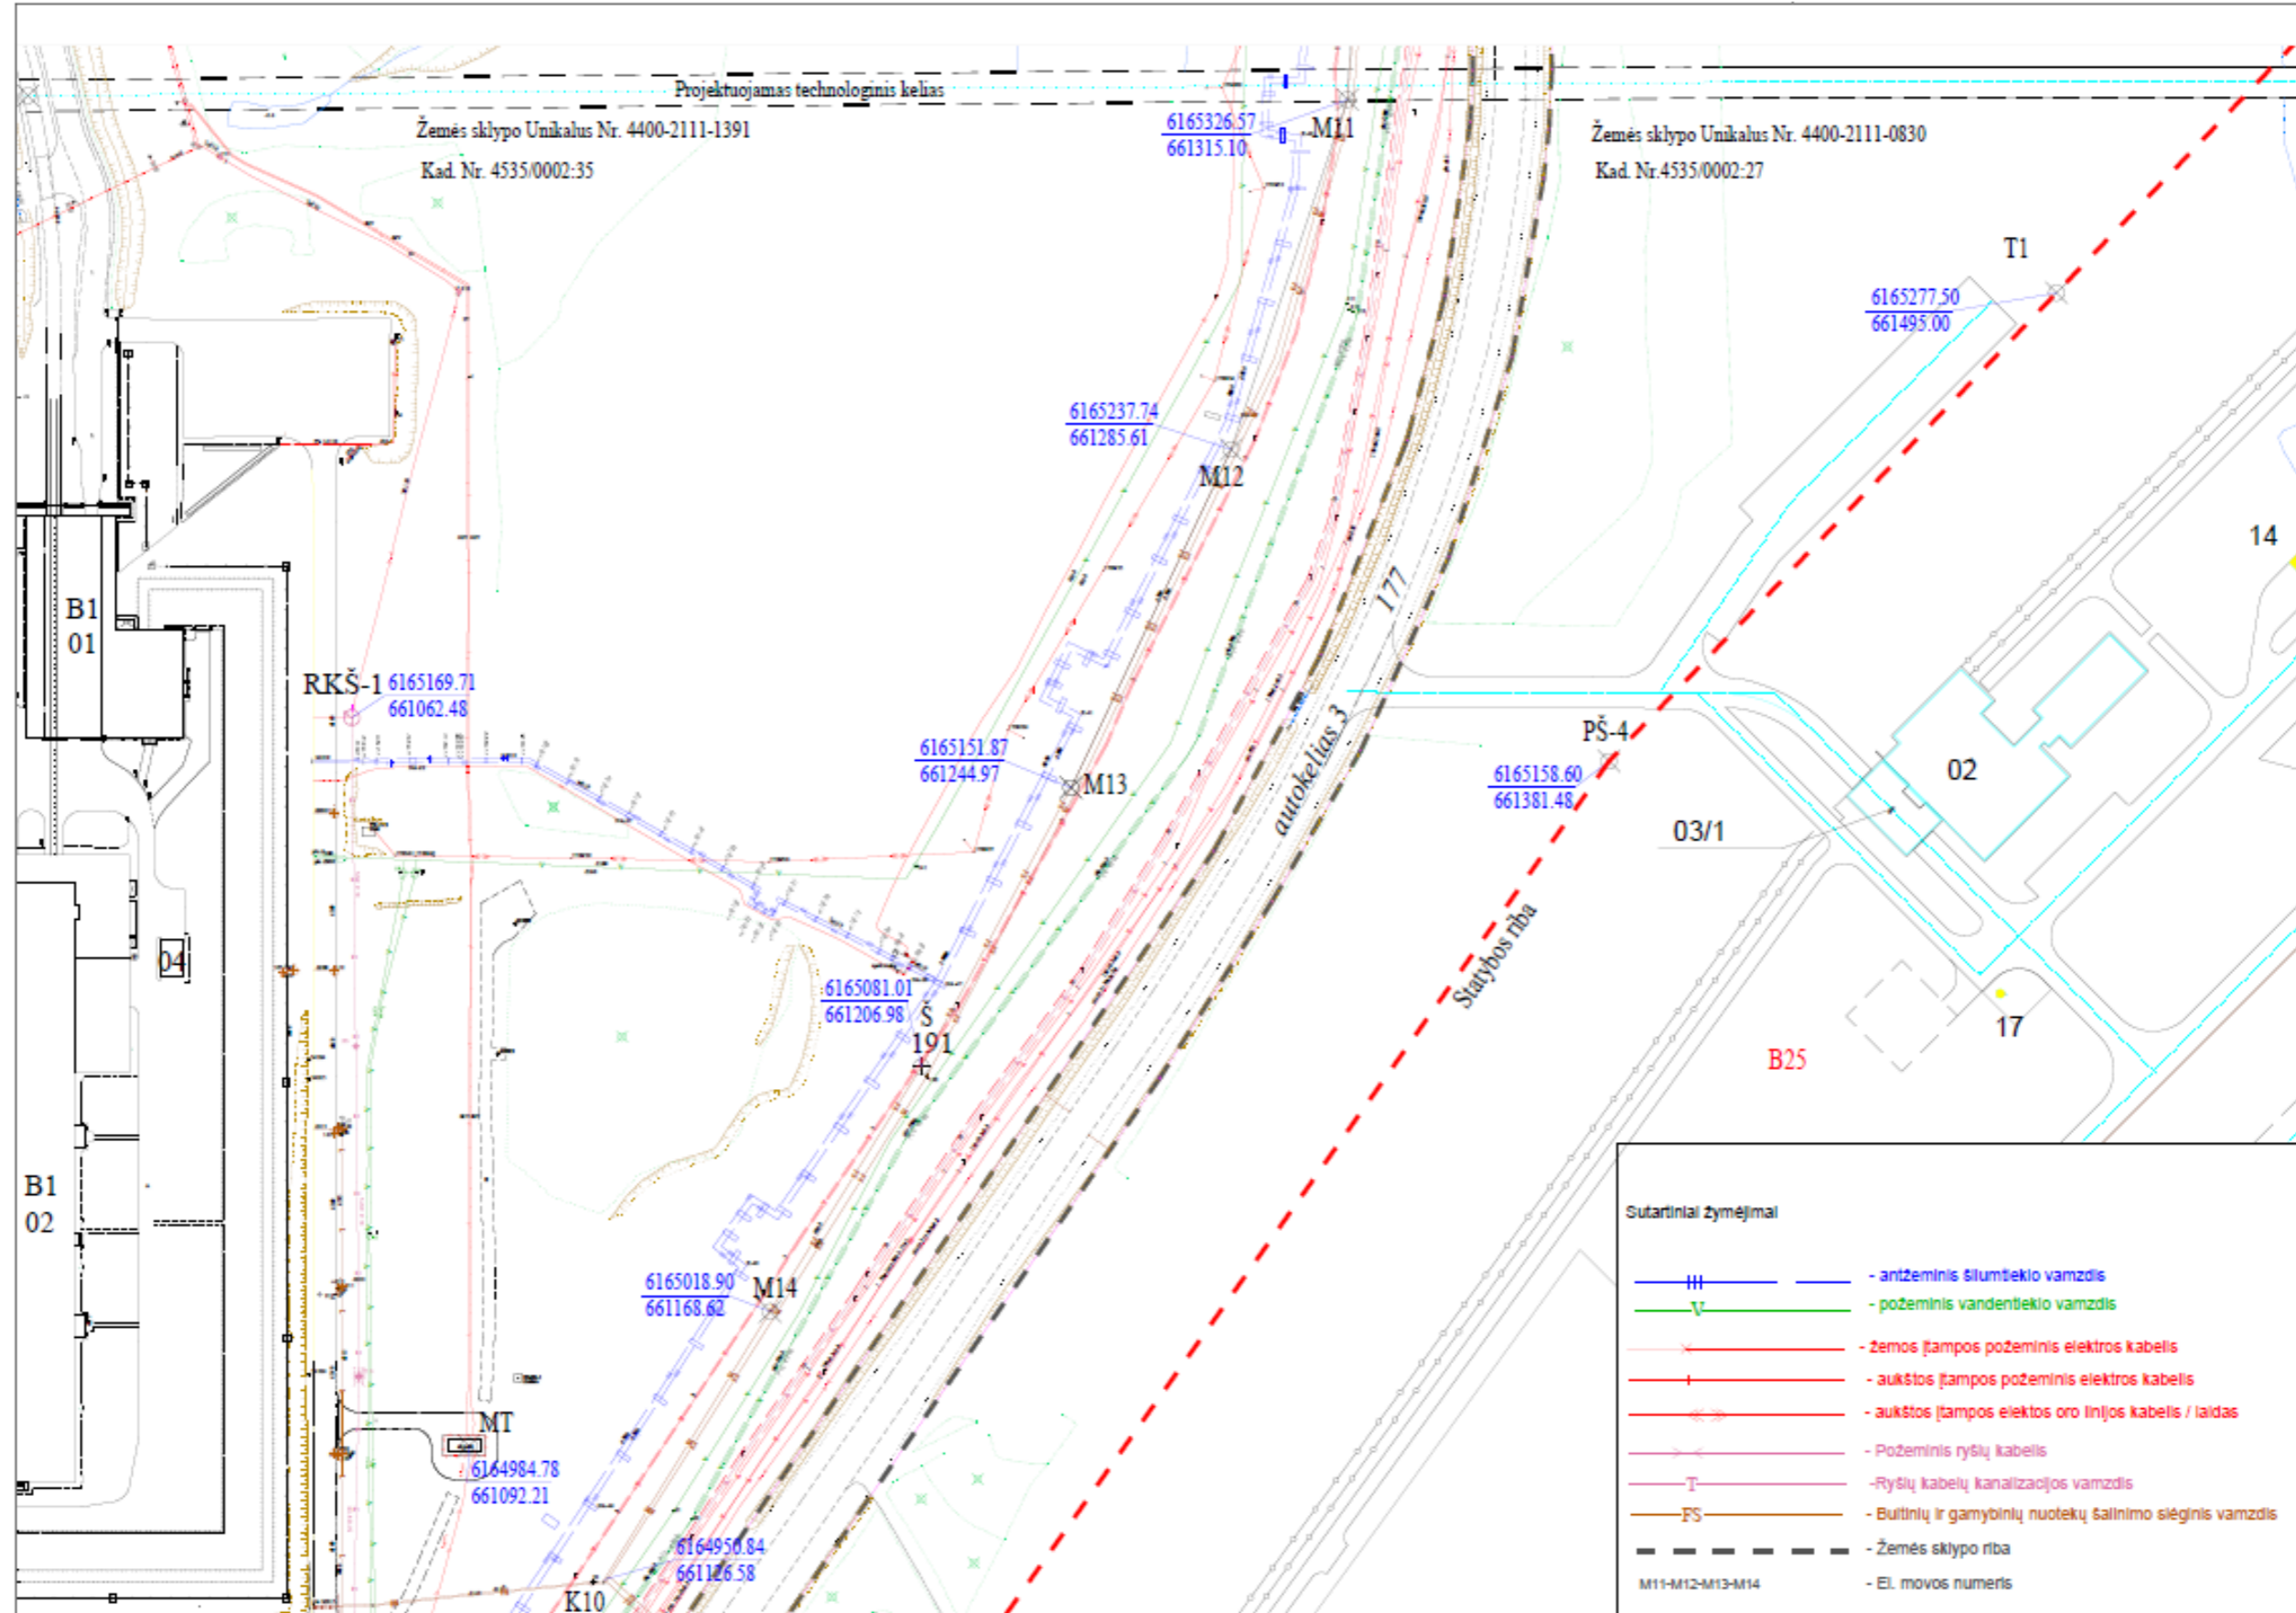 Projektuojamas technologinis kelias
Žemės sklypo Unikalus Nr. 4400-2111-1391
Kad. Nr. 4535/0002:35
6165326.57
661315.10
M11
Žemės sklypo Unikalus Nr. 4400-2111-0830
Kad. Nr.4535/0002:27
T1
6165277.50
661495.00
6165237.74
661285.61
M12
14
177
B1
01
RKŠ-1
6165169.71
661062.48
6165151.87
661244.97
M13
autokelias 3
PŠ-4
6165158.60
661381.48
02
03/1
04
Statybos riba
6165081.01
661206.98
Š
191
17
B25
B1
02
6165018.90
661168.62
M14
MT
6164984.78
661092.21
6164950.84
661126.58
K10
Sutartiniai žymėjimai
- antžeminis šilumtiekio vamzdis
V
- požeminis vandentiekio vamzdis
- žemos įtampos požeminis elektros kabelis
- aukštos įtampos požeminis elektros kabelis
- aukštos įtampos elektos oro linijos kabelis / laidas
- Požeminis ryšių kabelis
T
-Ryšių kabelų kanalizacijos vamzdis
FS
- Buitinių ir gamybinių nuotekų šalinimo slėginis vamzdis
- Žemės sklypo riba
M11-M12-M13-M14
- El. movos numeris